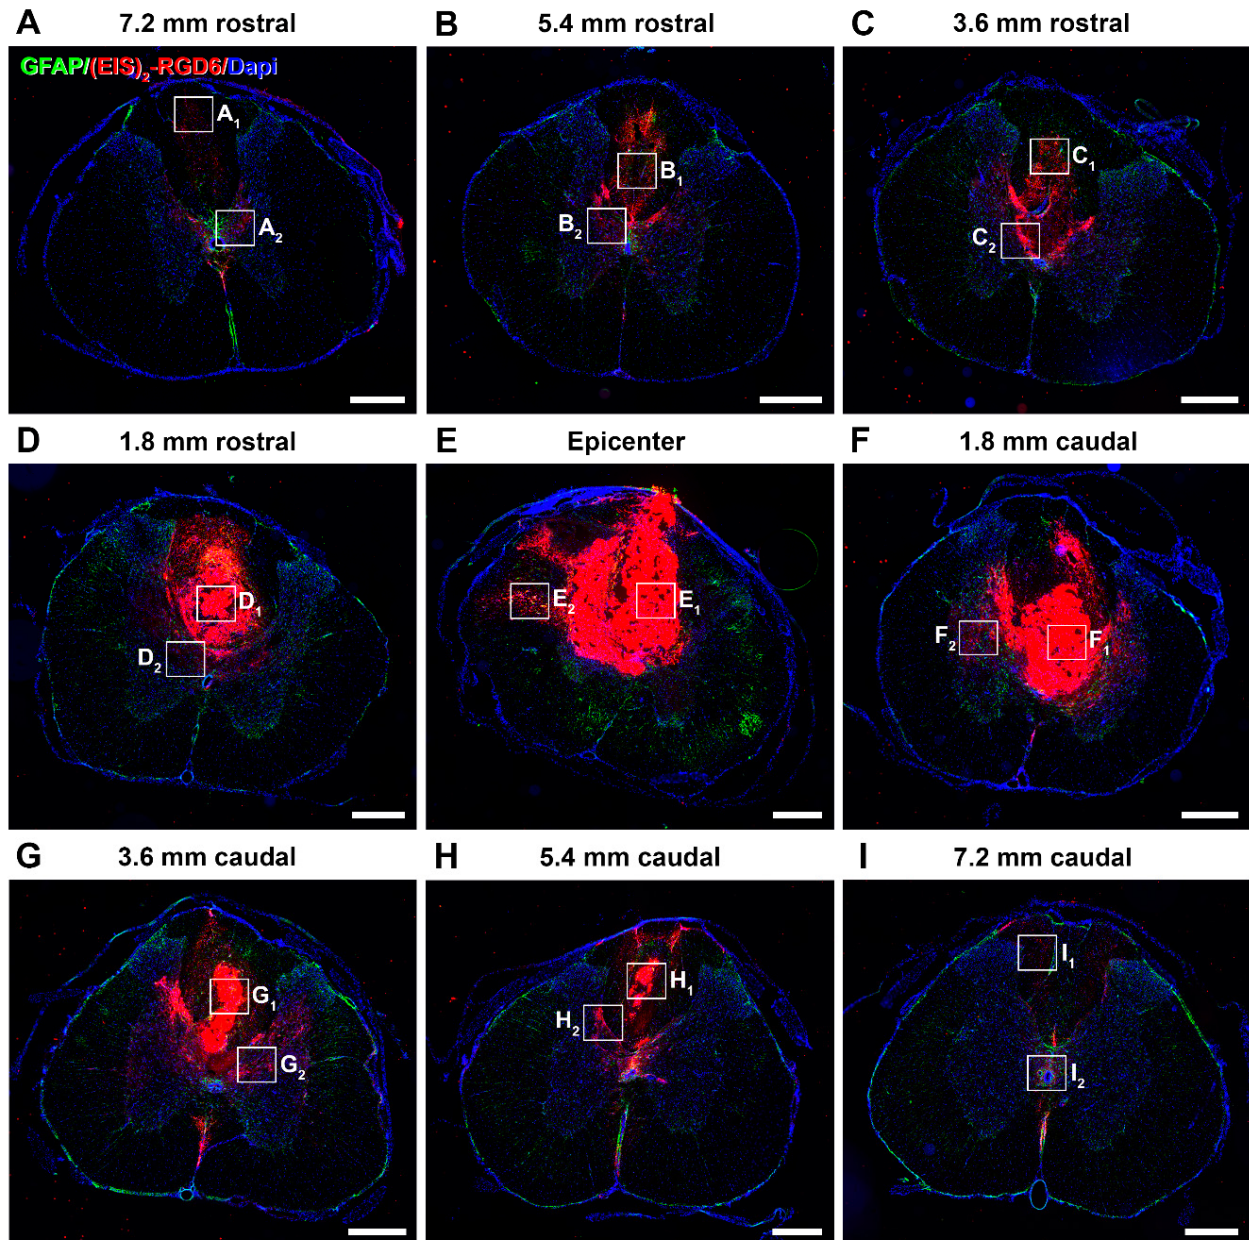 A 7.2 mm rostral
B 5.4 mm rostral
C 3.6 mm rostral
GFAP/(EIS)₂-RGD6/Dapi
A₁
A₂
B₁
B₂
C₁
C₂
D 1.8 mm rostral
E Epicenter
F 1.8 mm caudal
D₁
D₂
E₂
E₁
F₂
F₁
G 3.6 mm caudal
H 5.4 mm caudal
I 7.2 mm caudal
G₁
G₂
H₁
H₂
I₁
I₂